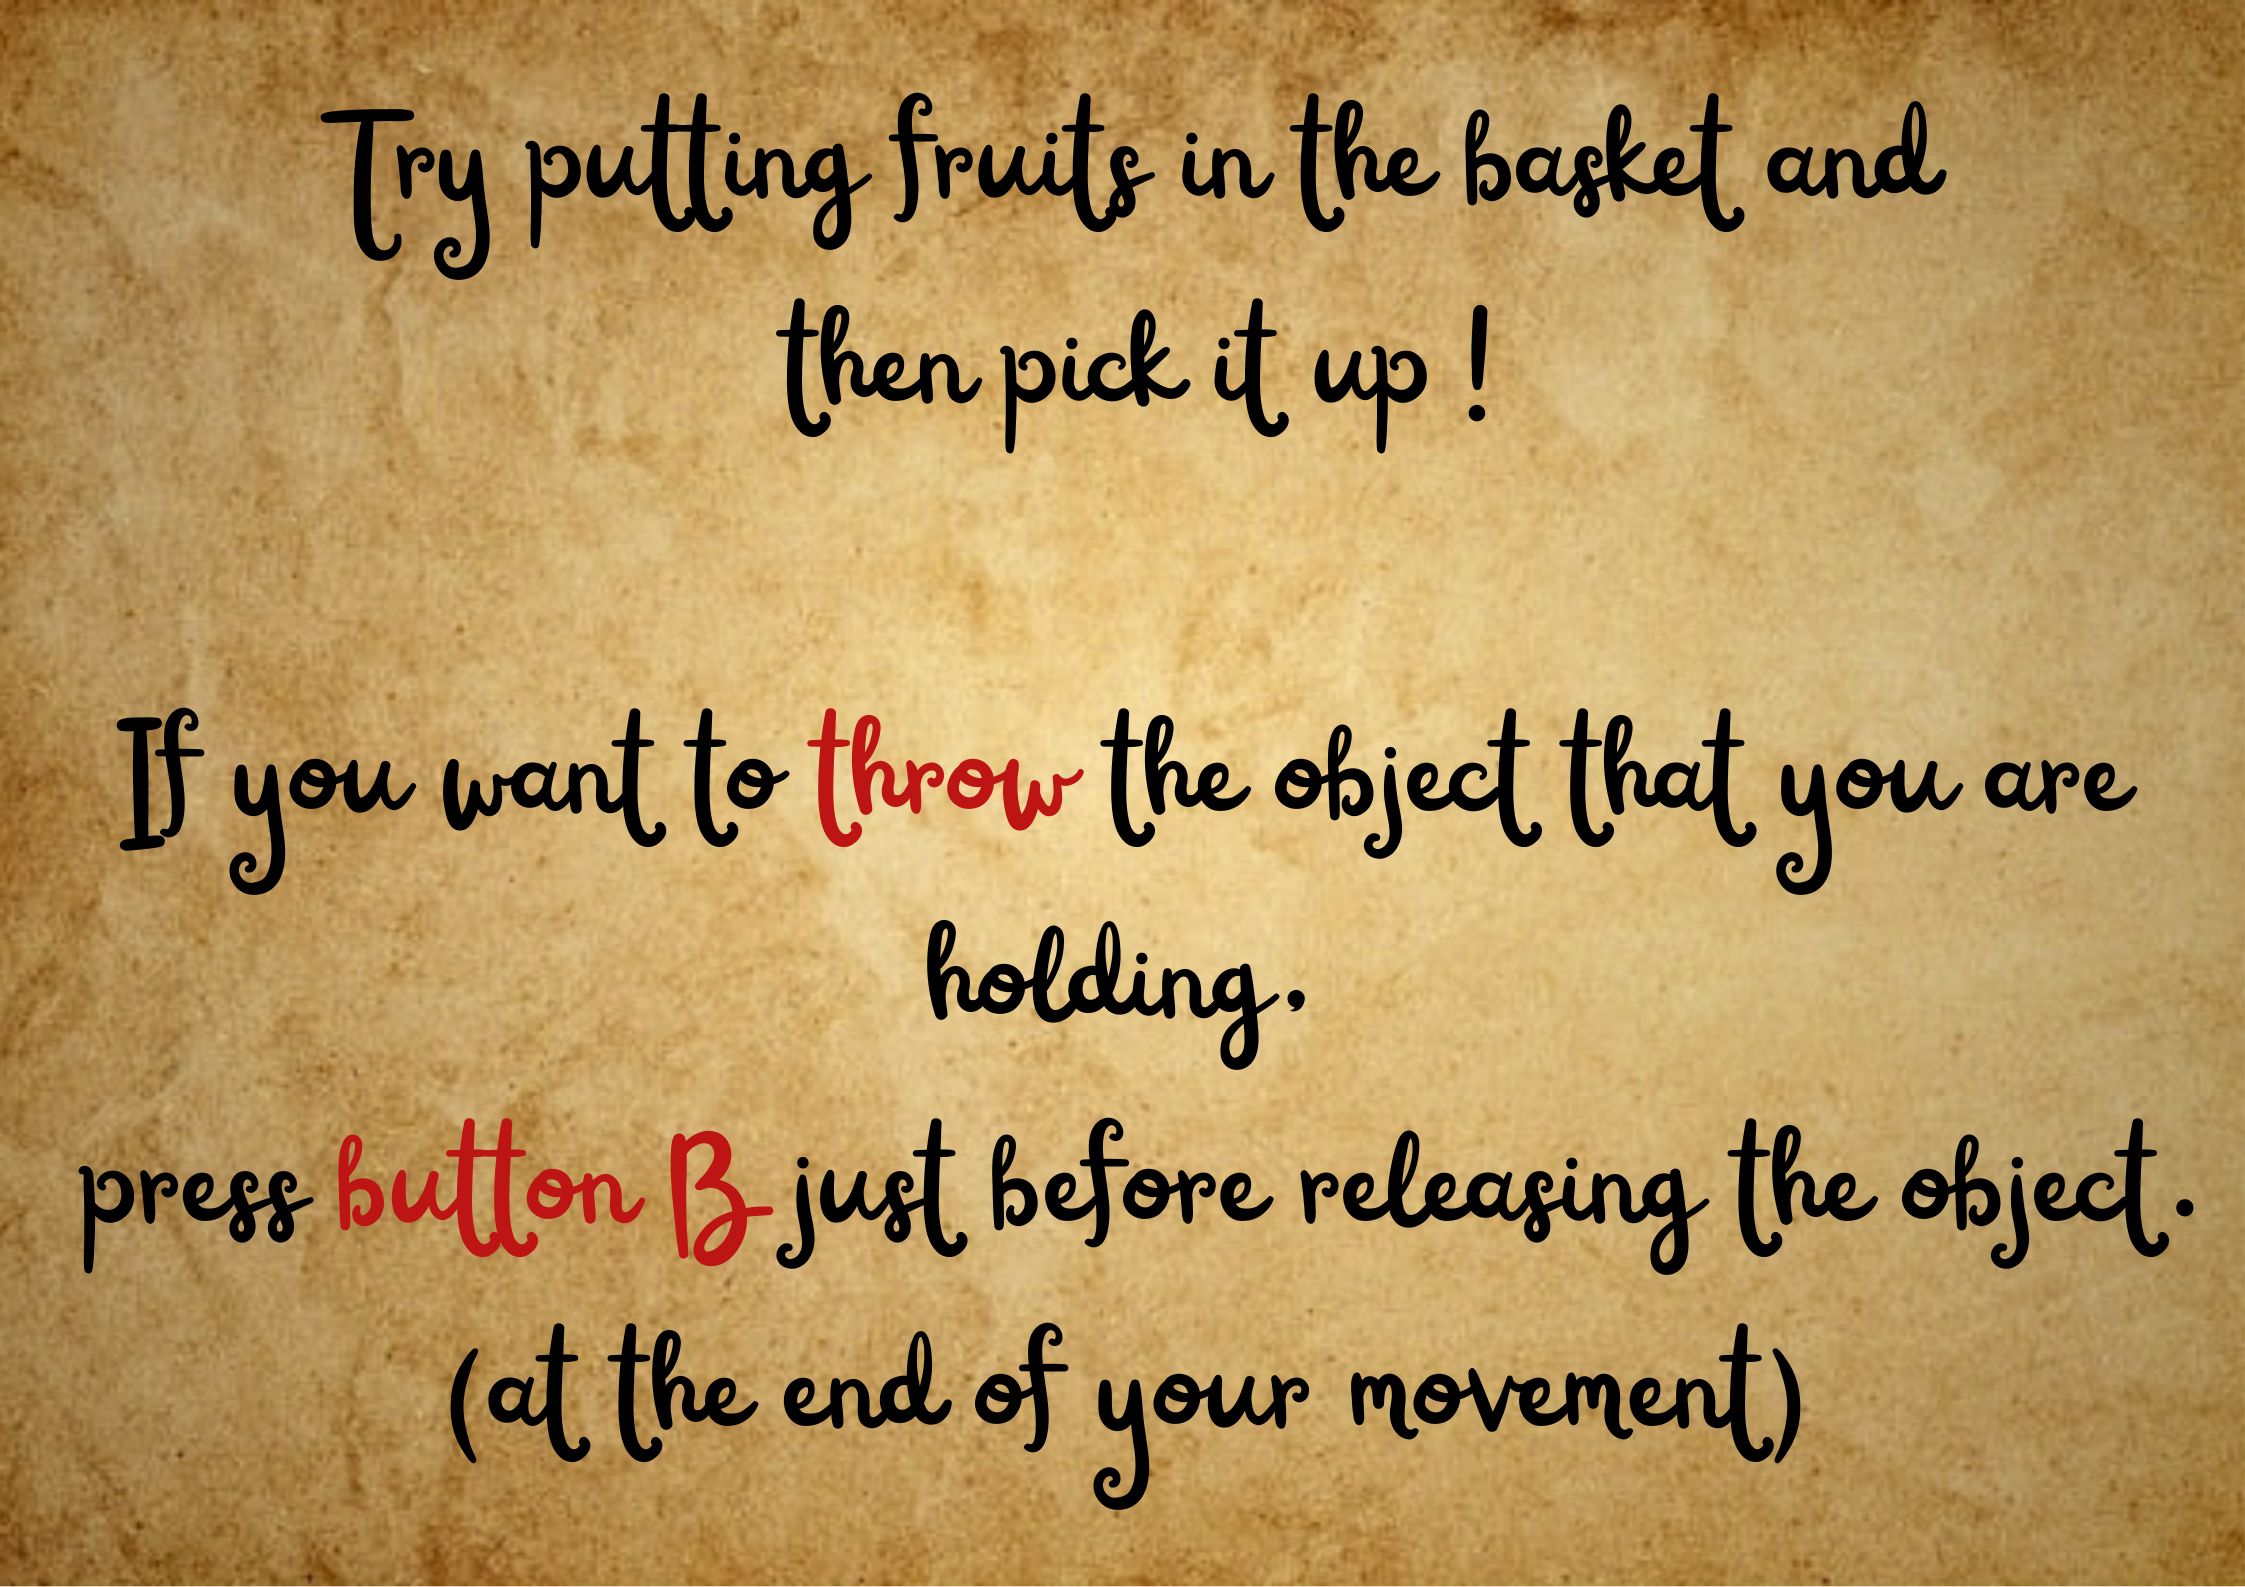 Try putting fruits in the basket and
then pick it up !
If you want to throw the object that you are
holding,
press button B just before releasing the object.
(at the end of your movement)